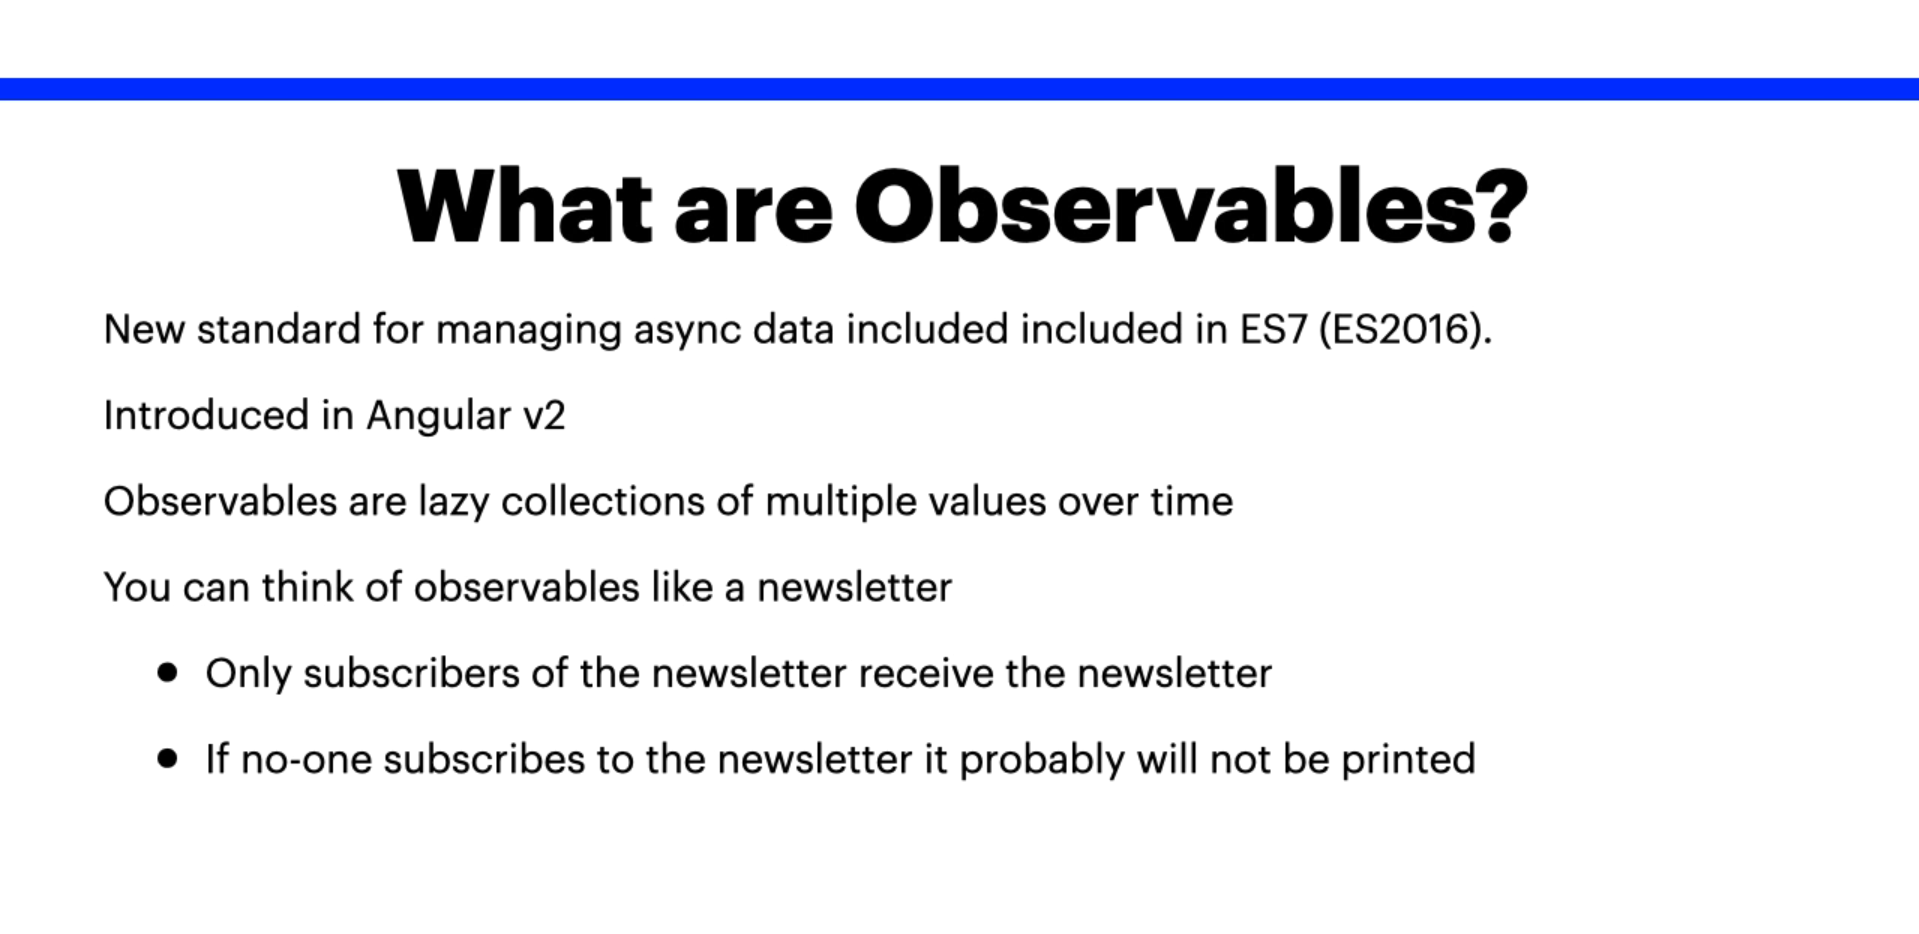 What are Observables?
New standard for managing async data included included in ES7 (ES2016).
Introduced in Angular v2
Observables are lazy collections of multiple values over time
You can think of observables like a newsletter
● Only subscribers of the newsletter receive the newsletter
● If no-one subscribes to the newsletter it probably will not be printed